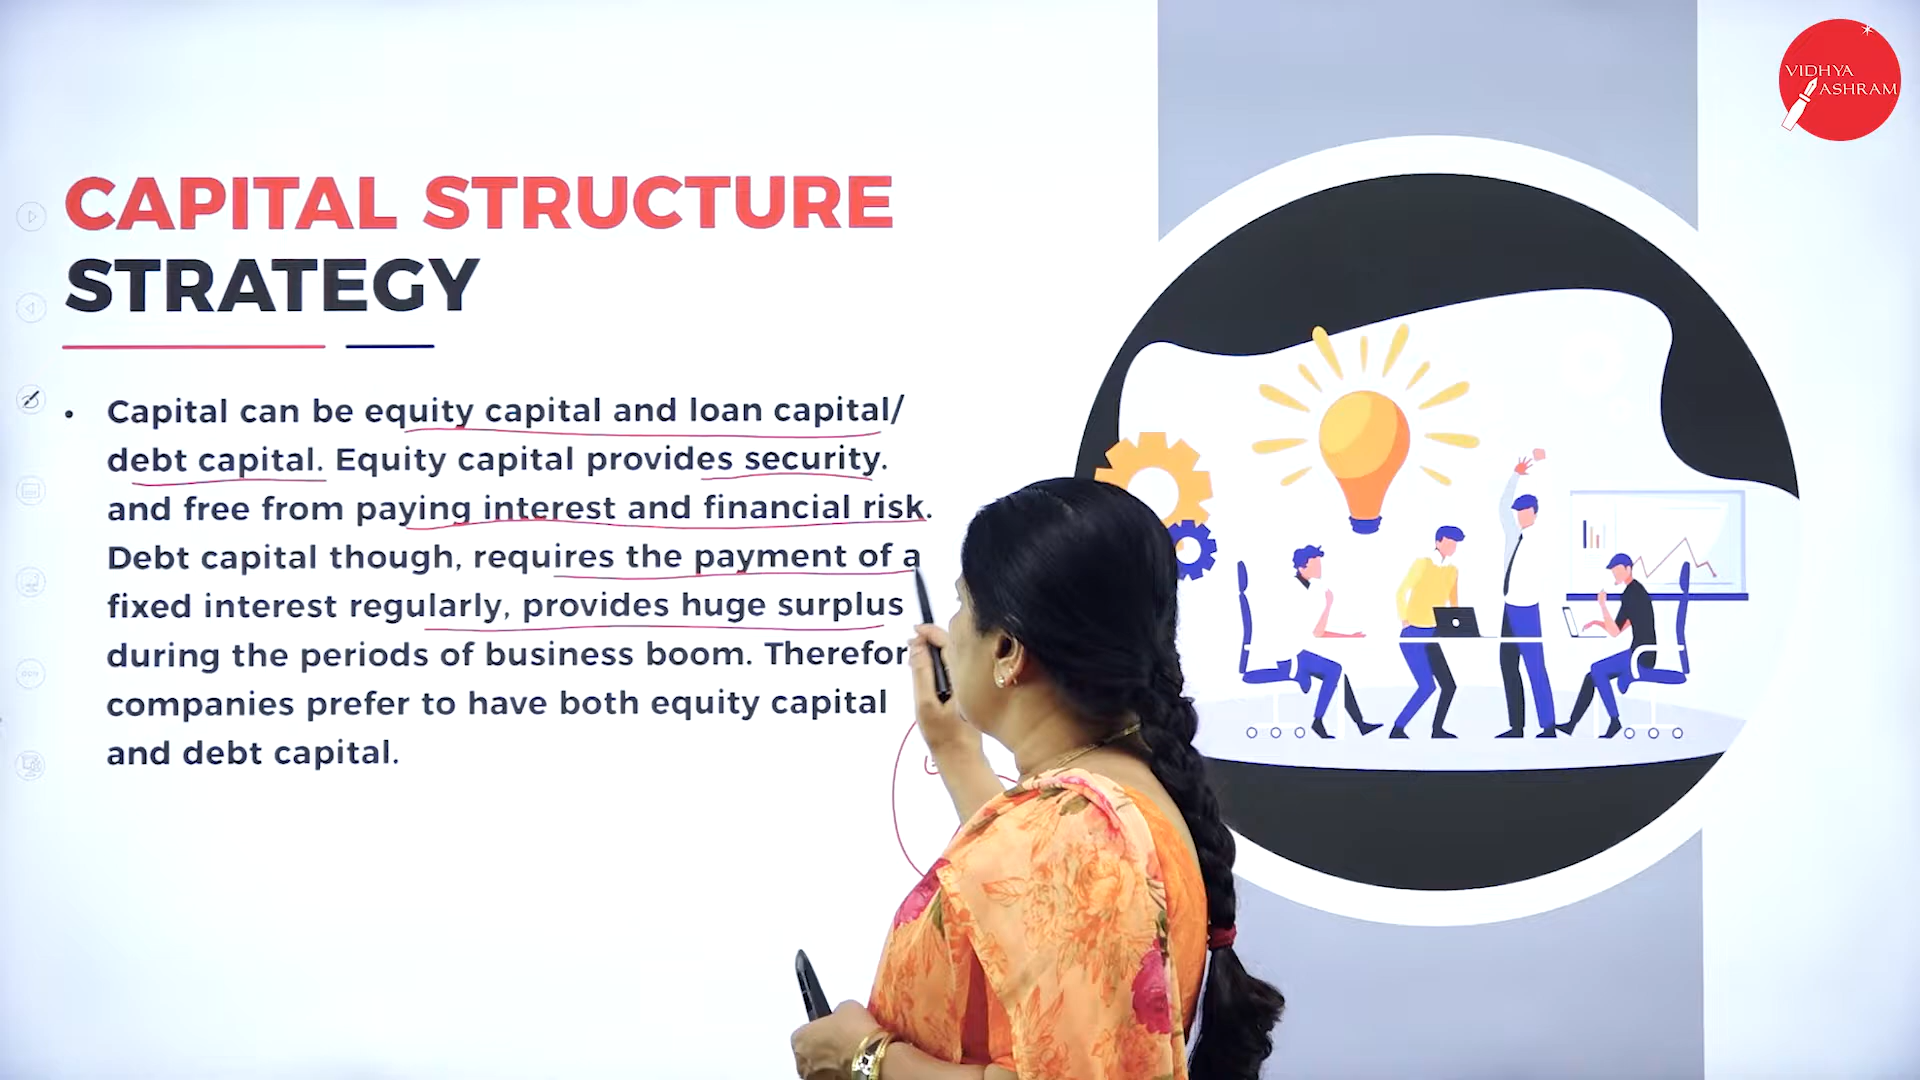 VIDHYA
ASHRAM
CAPITAL STRUCTURE
STRATEGY
• Capital can be equity capital and loan capital/
debt capital. Equity capital provides security.
and free from paying interest and financial risk.
Debt capital though, requires the payment of a
fixed interest regularly, provides huge surplus
during the periods of business boom. Therefor
companies prefer to have both equity capital
and debt capital.